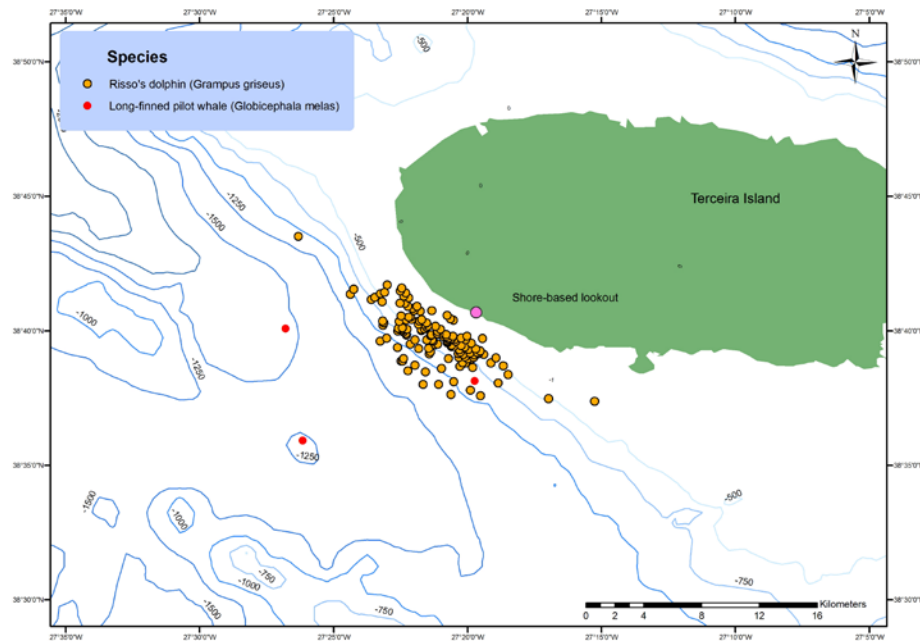 27°35'0"W 27°25'0"W 27°20'0"W 27°15'0"W 27°10'0"W 27°5'0"W
N
Species
Risso's dolphin (Grampus griseus)
Long-finned pilot whale (Globicephala melas)
-500
38°50'0"N 38°50'0"N
0
-1250
-1500
38°45'0"N 38°45'0"N
Terceira Island
-500
Shore-based lookout
-1000
38°40'0"N 38°40'0"N
-1250
-1250
38°35'0"N 38°35'0"N
-1500
-1000
-500
-750
-1000
-750
-1500
-750
38°30'0"N 38°30'0"N
Kilometers
0 2 4 8 12 16
27°35'0"W 27°30'0"W 27°25'0"W 27°20'0"W 27°15'0"W 27°10'0"W 27°5'0"W